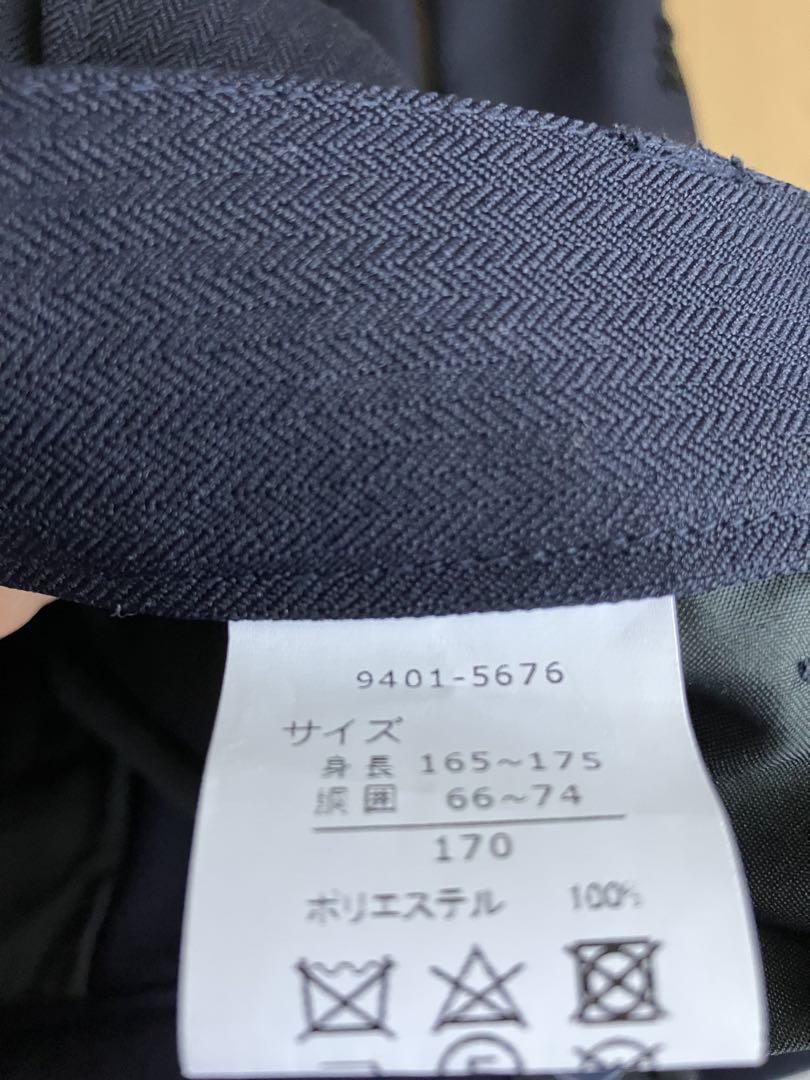 9401-5676
サイズ
身長 165～175
胴囲 66～74
170
ポリエステル 100%